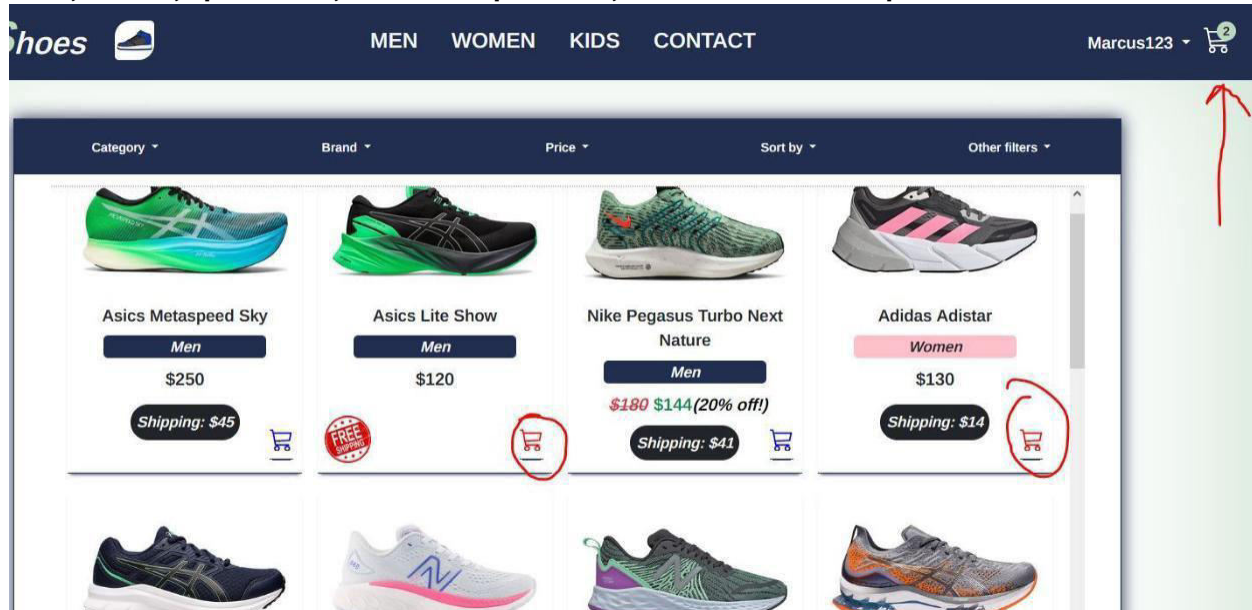 hoes
MEN WOMEN KIDS CONTACT
Marcus123
2
Category
Brand
Price
Sort by
Other filters
Asics Metaspeed Sky
Men
$250
Shipping: $45
Asics Lite Show
Men
$120
FREE
SHIPPING
Nike Pegasus Turbo Next
Nature
Men
$180 $144(20% off!)
Shipping: $41
Adidas Adistar
Women
$130
Shipping: $14